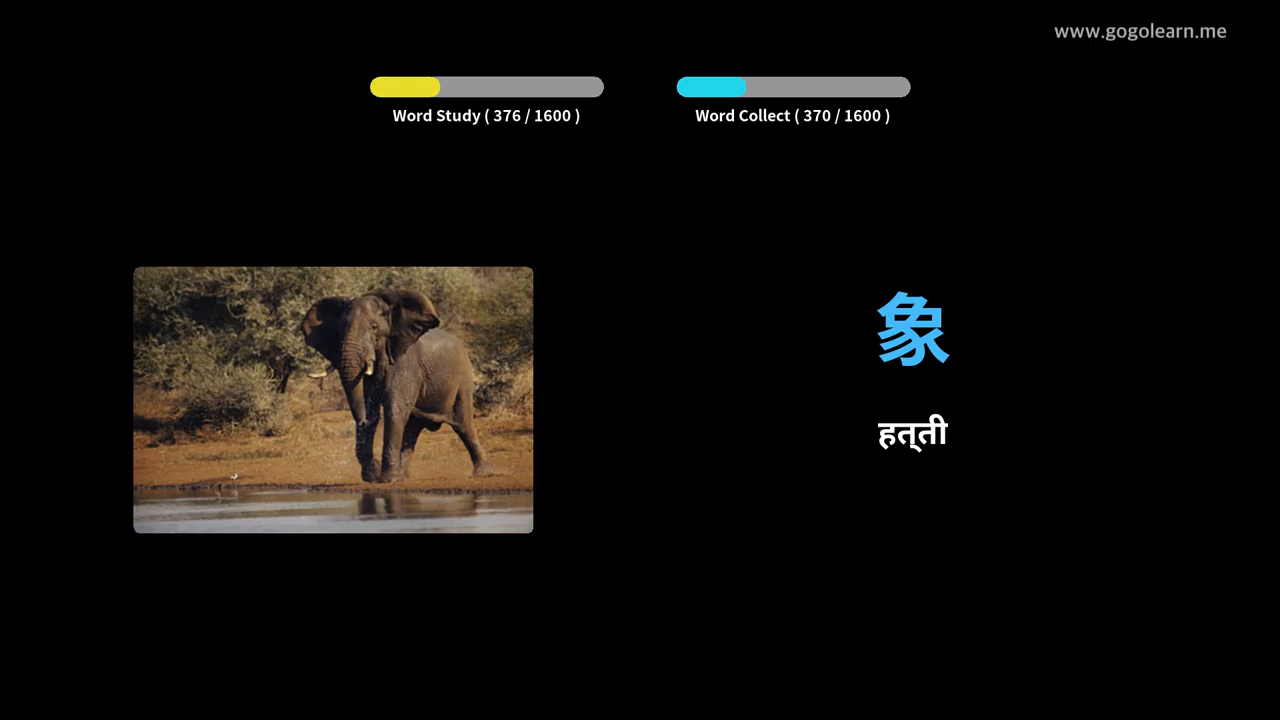 www.gogolearn.me
Word Study ( 376 / 1600 )
Word Collect ( 370 / 1600 )
象
हत्ती